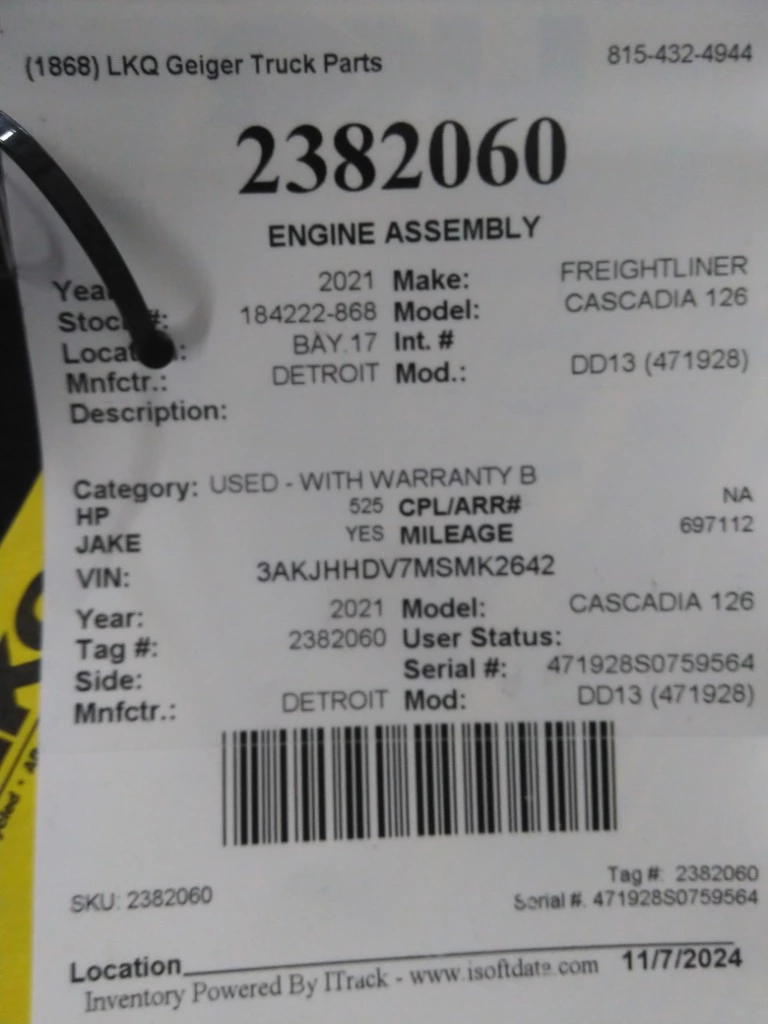 (1868) LKQ Geiger Truck Parts 815-432-4944
2382060
ENGINE ASSEMBLY
2021 Make: FREIGHTLINER
184222-868 Model: CASCADIA 126
BAY.17 Int. #
Mnfctr.: DETROIT Mod.: DD13 (471928)
Description:
Category: USED - WITH WARRANTY B
HP 525 CPL/ARR# NA
JAKE YES MILEAGE 697112
VIN: 3AKJHHDV7MSMK2642
Year: 2021 Model: CASCADIA 126
Tag #: 2382060 User Status:
Side: Serial #: 471928S0759564
Mnfctr.: DETROIT Mod: DD13 (471928)
Tag #: 2382060
SKU: 2382060 Serial #. 471928S0759564
Location 11/7/2024
Inventory Powered By ITrack - www.isoftdata.com